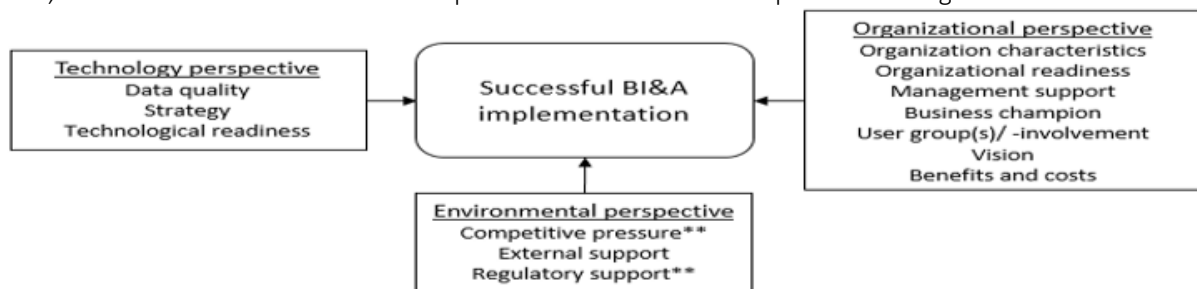 Technology perspective
Data quality
Strategy
Technological readiness
Successful BI&A
implementation
Organizational perspective
Organization characteristics
Organizational readiness
Management support
Business champion
User group(s)/ -involvement
Vision
Benefits and costs
Environmental perspective
Competitive pressure**
External support
Regulatory support**